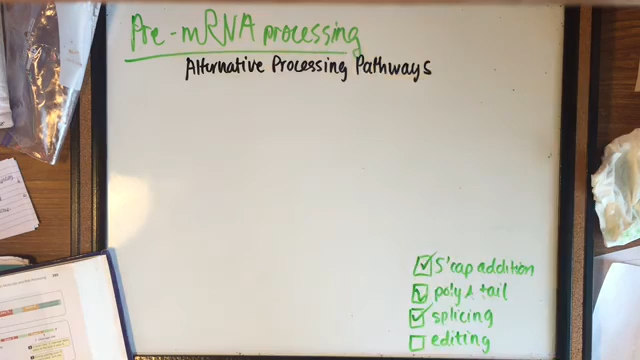 Pre-mRNA processing
Alternative Processing Pathways
5' cap addition
poly A tail
splicing
editing